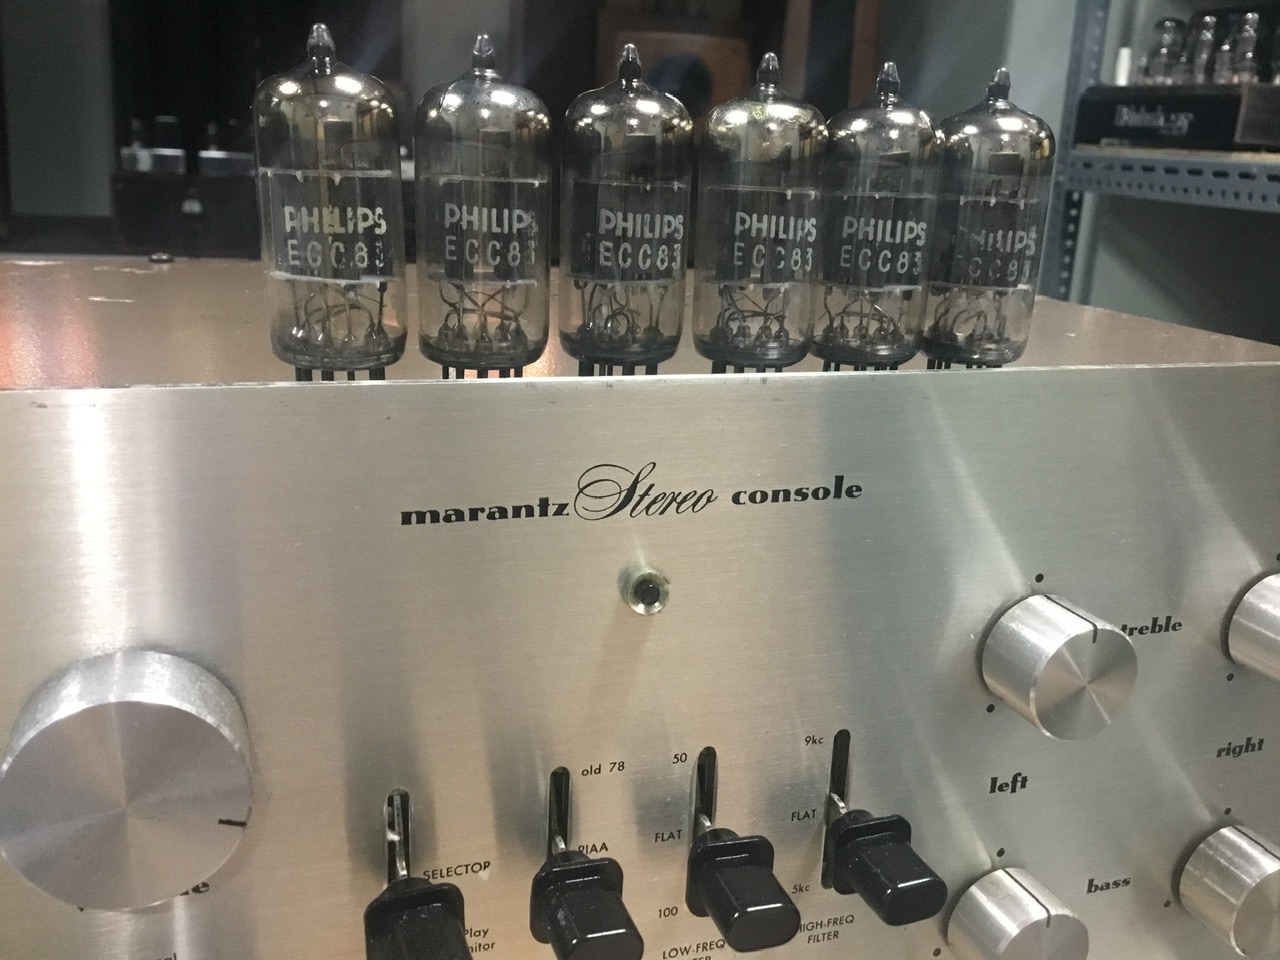 PHILIPS
ECC83
PHILIPS
ECC83
PHILIPS
ECC83
PHILIPS
ECC83
PHILIPS
ECC83
PHILIPS
ECC83
marantz Stereo console
treble
right
left
bass
9kc
FLAT
5kc
HIGH-FREQ
FILTER
50
FLAT
100
LOW-FREQ
old 78
RIAA
SELECTOR